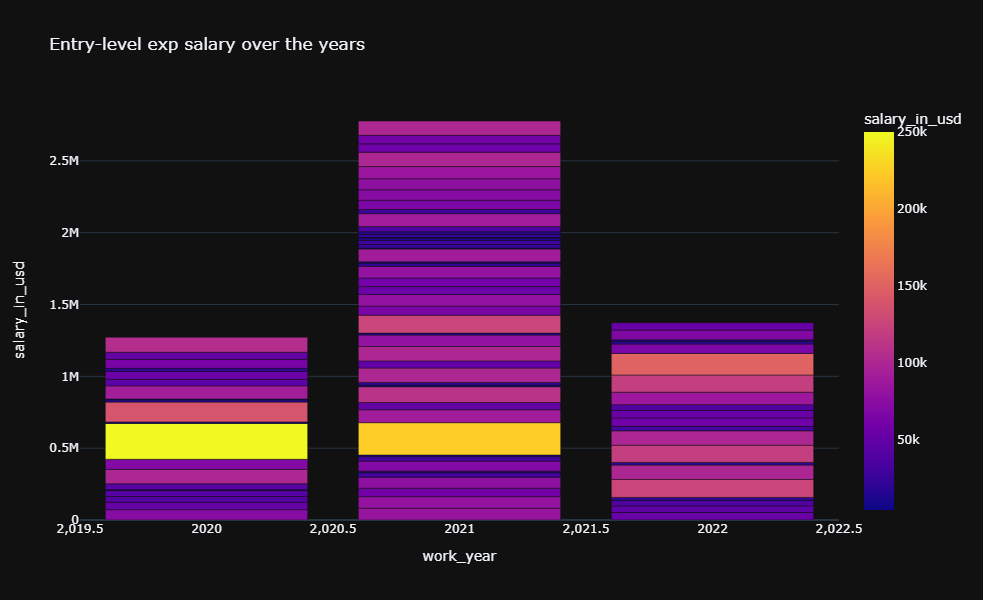 Entry-level exp salary over the years
salary_in_usd
250k
200k
150k
100k
50k
2.5M
2M
1.5M
1M
0.5M
0
salary_in_usd
2,019.5
2020
2,020.5
2021
2,021.5
2022
2,022.5
work_year